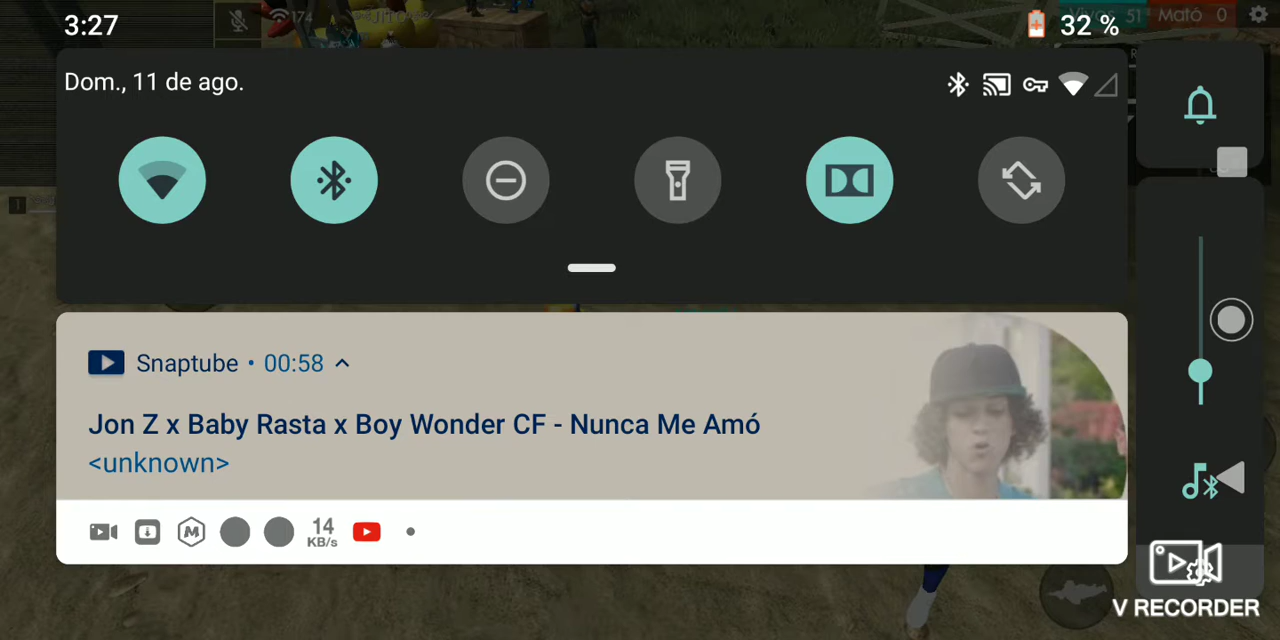 3:27
174
32 %
Vivos 51 Mató 0
Dom., 11 de ago.
Snaptube • 00:58
Jon Z x Baby Rasta x Boy Wonder CF - Nunca Me Amó
<unknown>
14
KB/s
V RECORDER